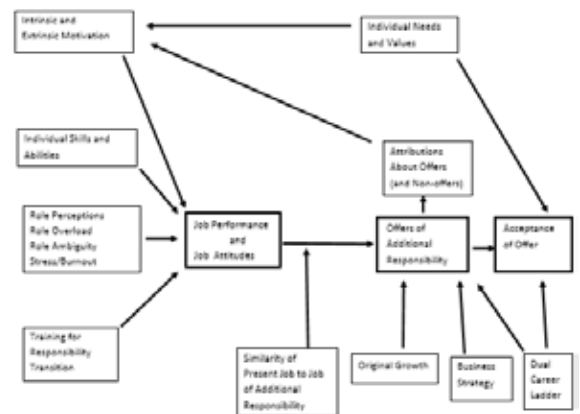 Intrinsic and
Extrinsic Motivation
Individual Needs
and Values
Individual Skills and
Abilities
Attributions
About Offers
(and Non-offers)
Role Perceptions
Role Overload
Role Ambiguity
Stress/Burnout
Job Performance
and
Job Attitudes
Offers of
Additional
Responsibility
Acceptance
of Offer
Training for
Responsibility
Transition
Similarity of
Present Job to Job
of Additional
Responsibility
Original Growth
Business
Strategy
Dual
Career
Ladder